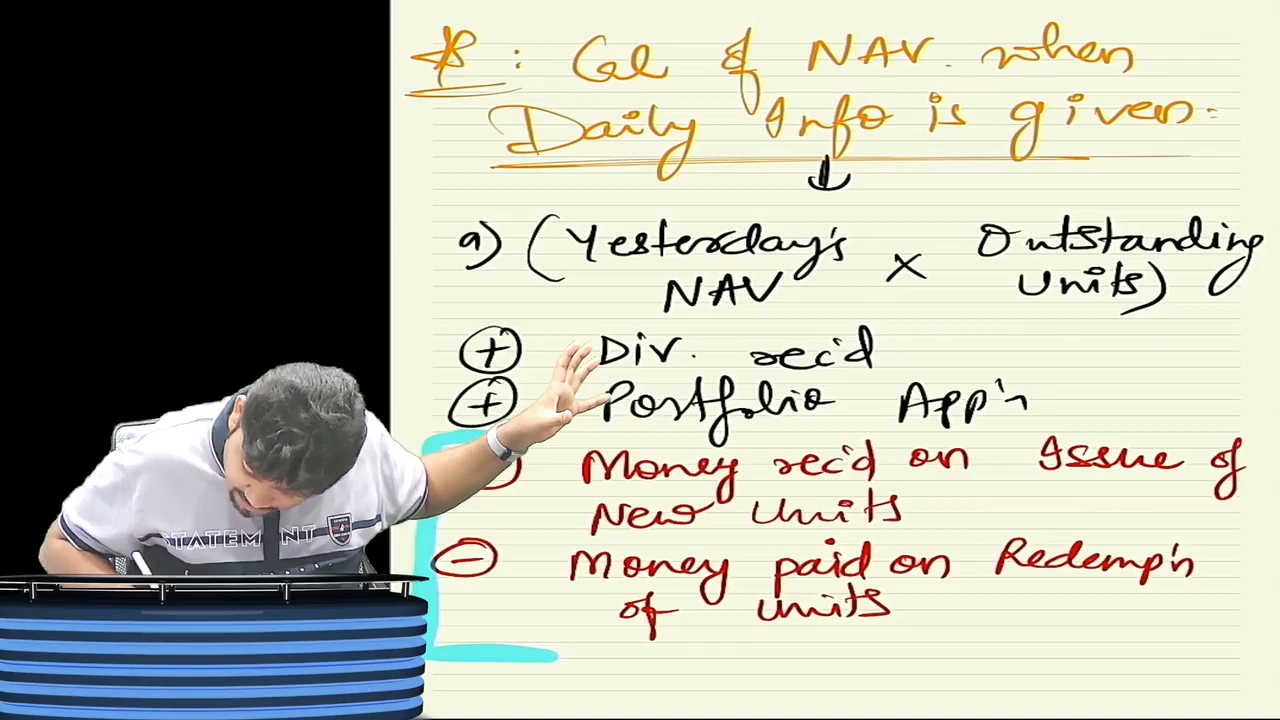 * : Cal of NAV. when
Daily Info is given:
a) (Yesterday's NAV × Outstanding Units)
+ Div. rec'd
+ Portfolio App'n
Money rec'd on Issue of
New Units
- Money paid on Redemp'n
of Units
STATEMENT